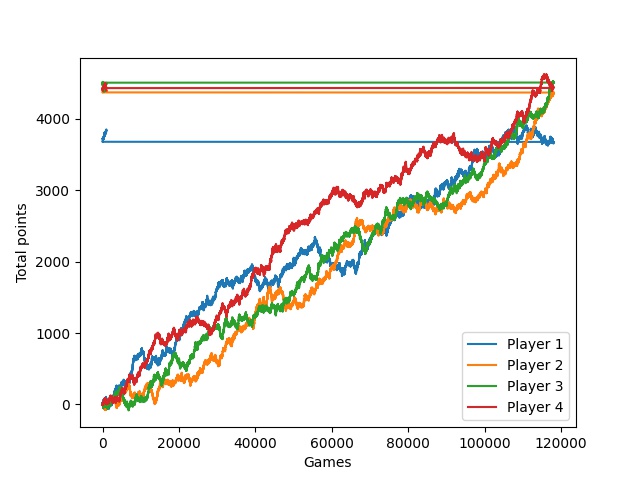 Total points
4000
3000
2000
1000
0
0
20000
40000
60000
80000
100000
120000
Games
Player 1
Player 2
Player 3
Player 4